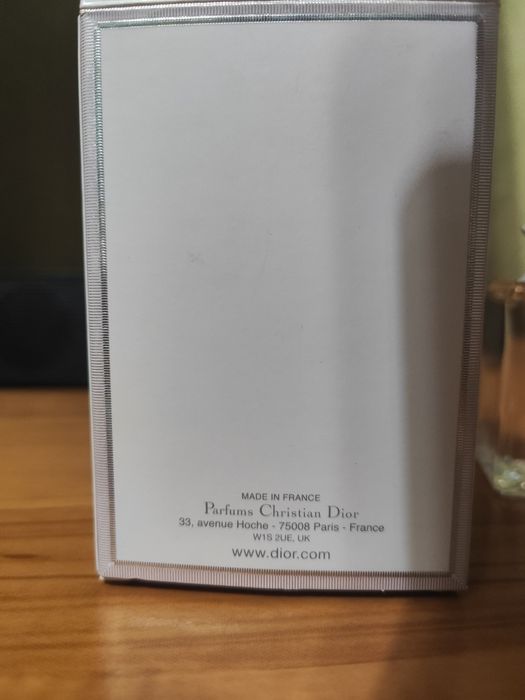 MADE IN FRANCE
Parfums Christian Dior
33, avenue Hoche - 75008 Paris - France
W1S 2UE, UK
www.dior.com